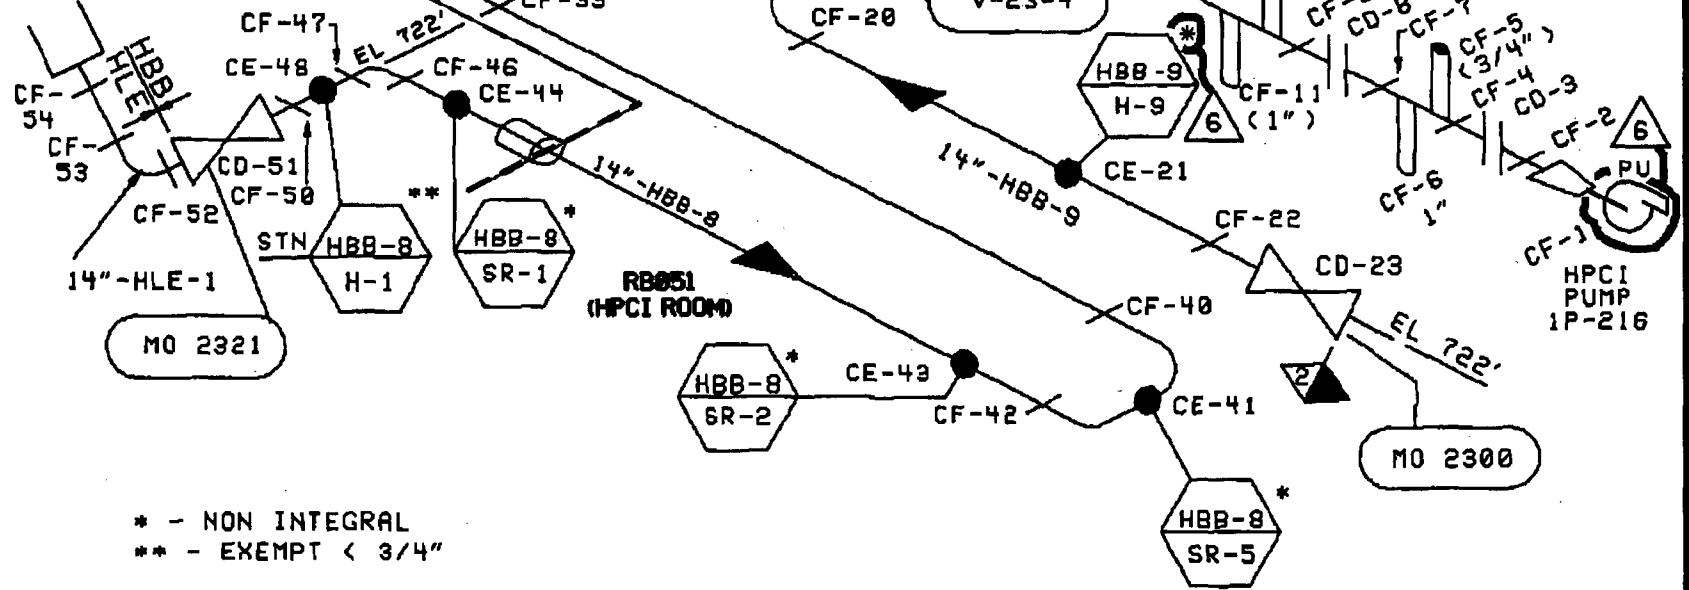 CF-47
EL 722'
CE-48
CF-46
CE-44
HBB
HLE
CF-
54
CF-
53
CD-51
CF-50
CF-52
14"-HLE-1
MO 2321
STN
HBB-8
H-1
**
HBB-8
SR-1
*
14"-HBB-8
RB051
(HPCI ROOM)
HBB-8
SR-2
*
CE-43
CF-42
CF-40
CE-41
HBB-8
SR-5
*
CF-20
V-23-4
HBB-9
H-9
*
6
14"-HBB-9
CE-21
CF-22
CD-23
2
EL 722'
MO 2300
CF-11
(1")
CF-7
CF-5
(3/4")
CF-4
CD-3
CF-2
CF-6
1"
6
PU
CF-1
HPCI
PUMP
1P-216
* - NON INTEGRAL
** - EXEMPT < 3/4"